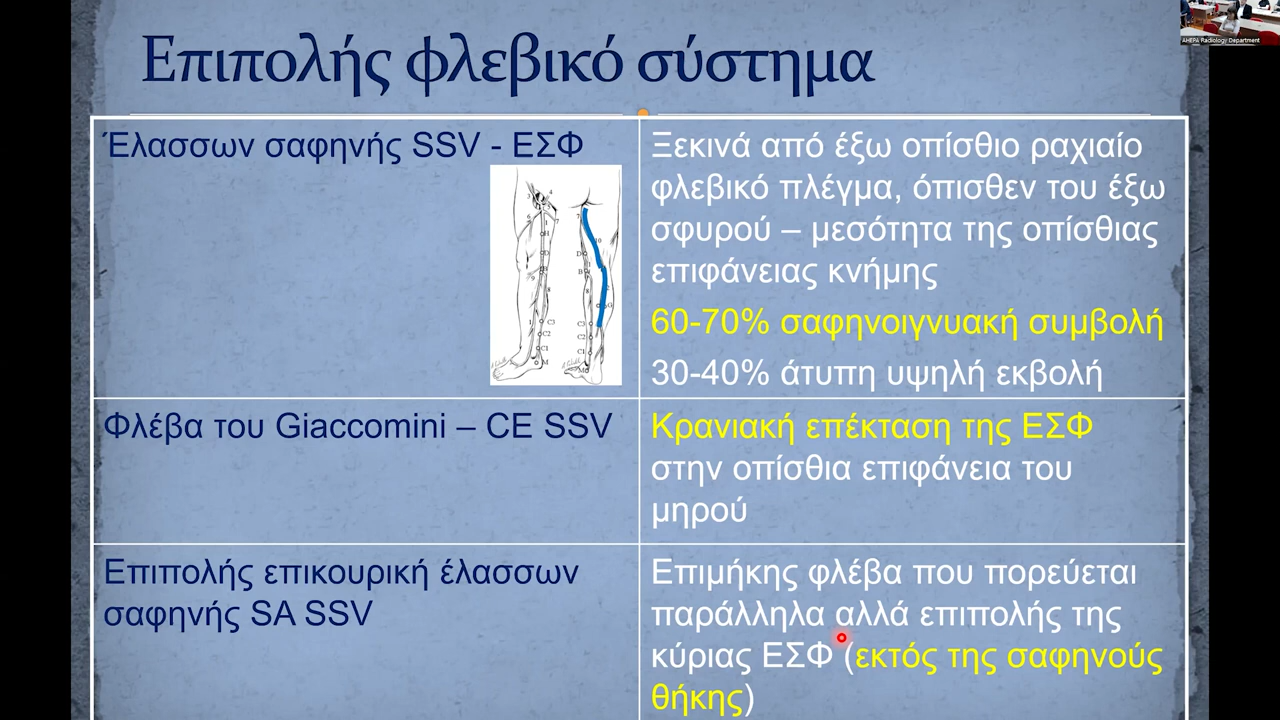 Επιπολής φλεβικό σύστημα
Έλασσων σαφηνής SSV - ΕΣΦ
Ξεκινά από έξω οπίσθιο ραχιαίο
φλεβικό πλέγμα, όπισθεν του έξω
σφυρού – μεσότητα της οπίσθιας
επιφάνειας κνήμης
60-70% σαφηνοιγνυακή συμβολή
30-40% άτυπη υψηλή εκβολή
Φλέβα του Giaccomini – CE SSV
Κρανιακή επέκταση της ΕΣΦ
στην οπίσθια επιφάνεια του
μηρού
Επιπολής επικουρική έλασσων
σαφηνής SA SSV
Επιμήκης φλέβα που πορεύεται
παράλληλα αλλά επιπολής της
κύριας ΕΣΦ (εκτός της σαφηνούς
θήκης)
AHEPA Radiology Department